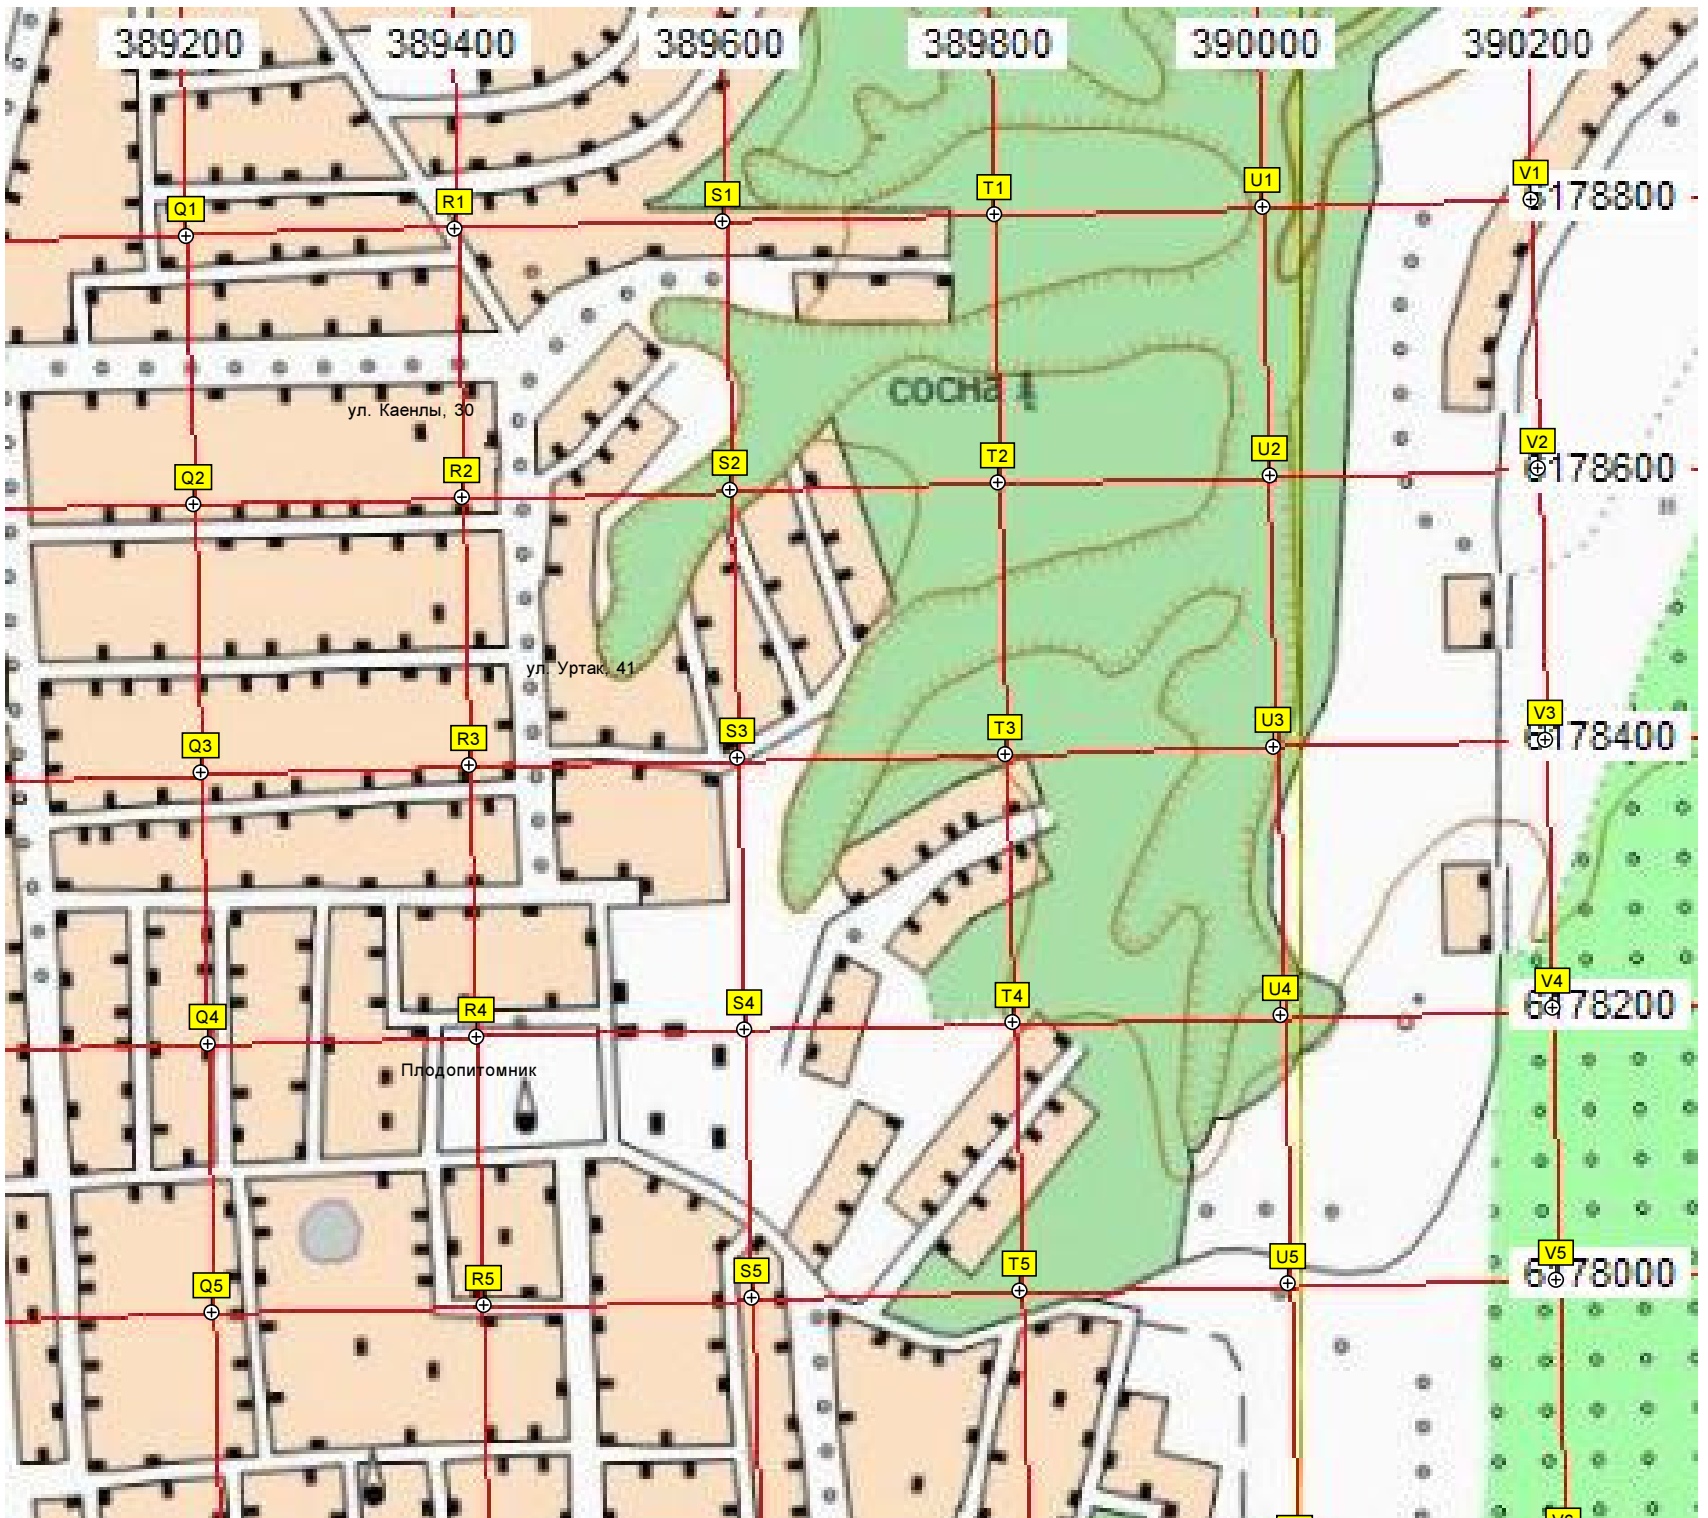 389200 389400 389600 389800 390000 390200
V1
U1
T1
S1
R1
Q1
6178800
сосна
ул. Каенлы, 30
V2
U2
T2
S2
R2
Q2
6178600
ул. Уртак, 41
V3
U3
T3
S3
R3
Q3
6178400
V4
U4
T4
S4
R4
Q4
6178200
Плодопитомник
V5
U5
T5
S5
R5
Q5
6178000